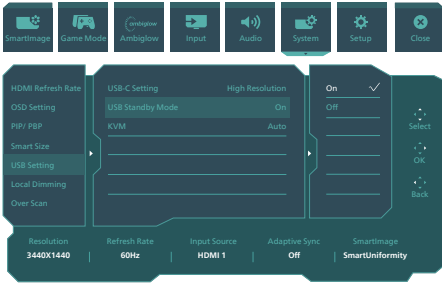 ambiglow
SmartImage Game Mode Ambiglow Input Audio System Setup Close
HDMI Refresh Rate
OSD Setting
PIP/ PBP
Smart Size
USB Setting
Local Dimming
Over Scan
USB-C Setting High Resolution
USB Standby Mode On
KVM Auto
On
Off
Select
OK
Back
Resolution Refresh Rate Input Source Adaptive Sync SmartImage
3440X1440 | 60Hz | HDMI 1 | Off | SmartUniformity